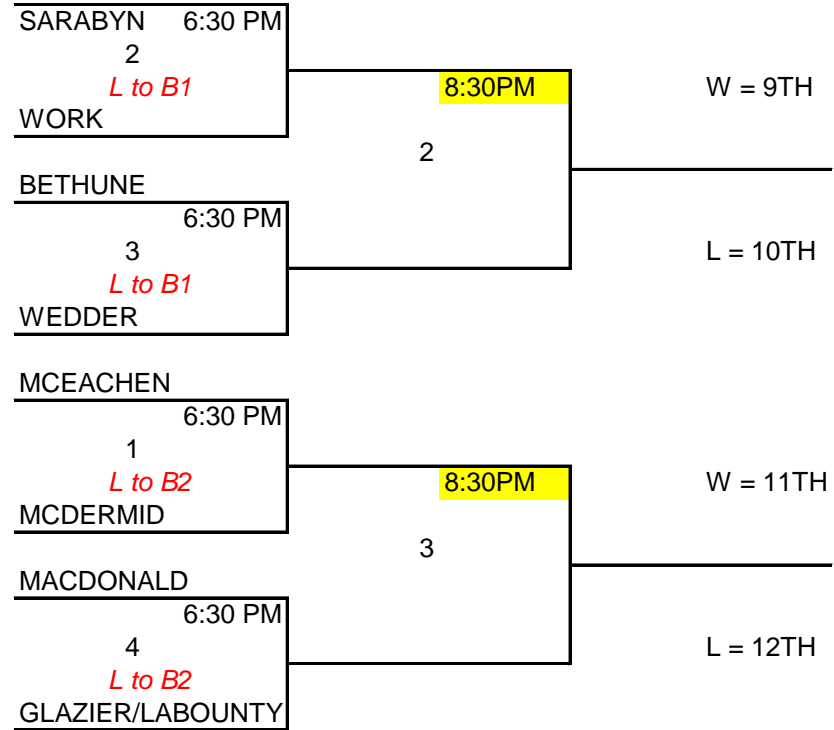 SARABYN 6:30 PM
2
L to B1
8:30PM
W = 9TH
WORK
2
BETHUNE
6:30 PM
3
L = 10TH
L to B1
WEDDER
MCEACHEN
6:30 PM
1
L to B2
8:30PM
W = 11TH
MCDERMID
3
MACDONALD
6:30 PM
4
L = 12TH
L to B2
GLAZIER/LABOUNTY